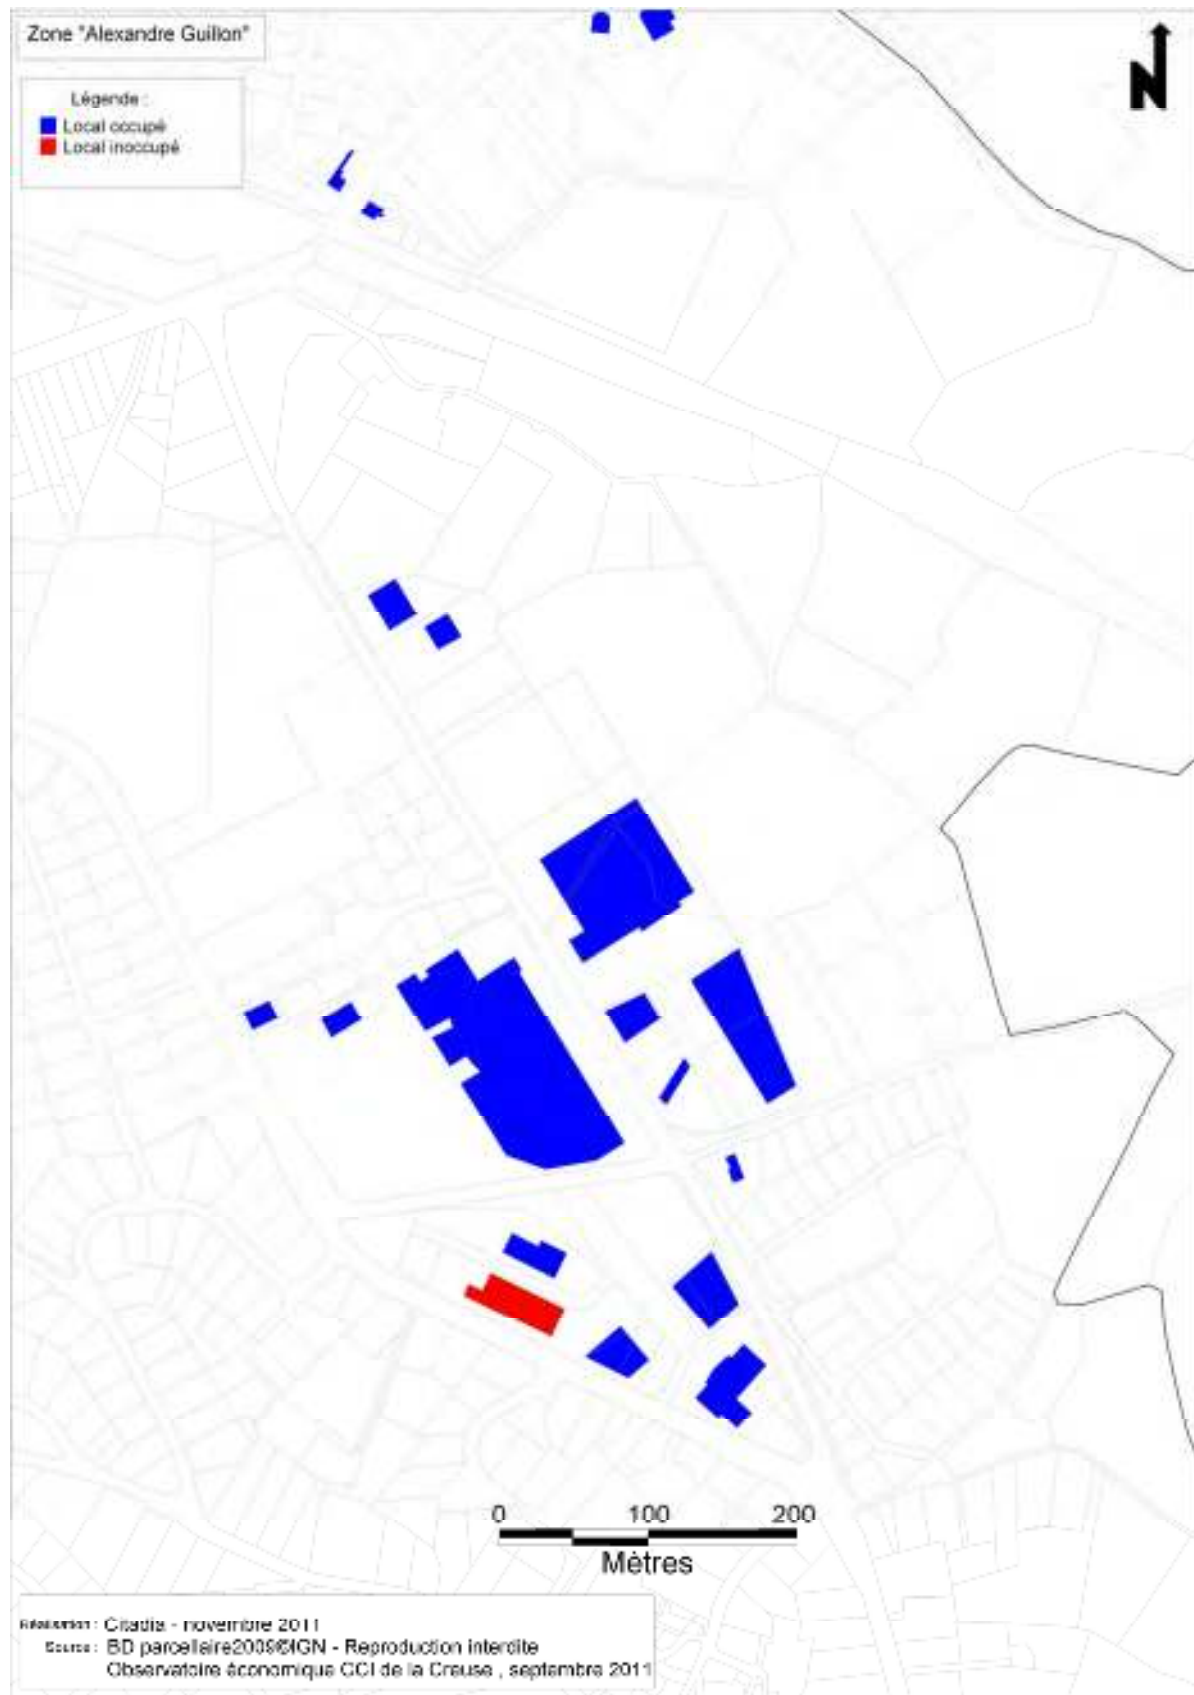 Zone "Alexandre Guillon"
N
Légende :
Local occupé
Local inoccupé
0 100 200
Mètres
Réalisation : Citadia - novembre 2011
Source : BD parcellaire2009©IGN - Reproduction interdite
Observatoire économique CCI de la Creuse , septembre 2011